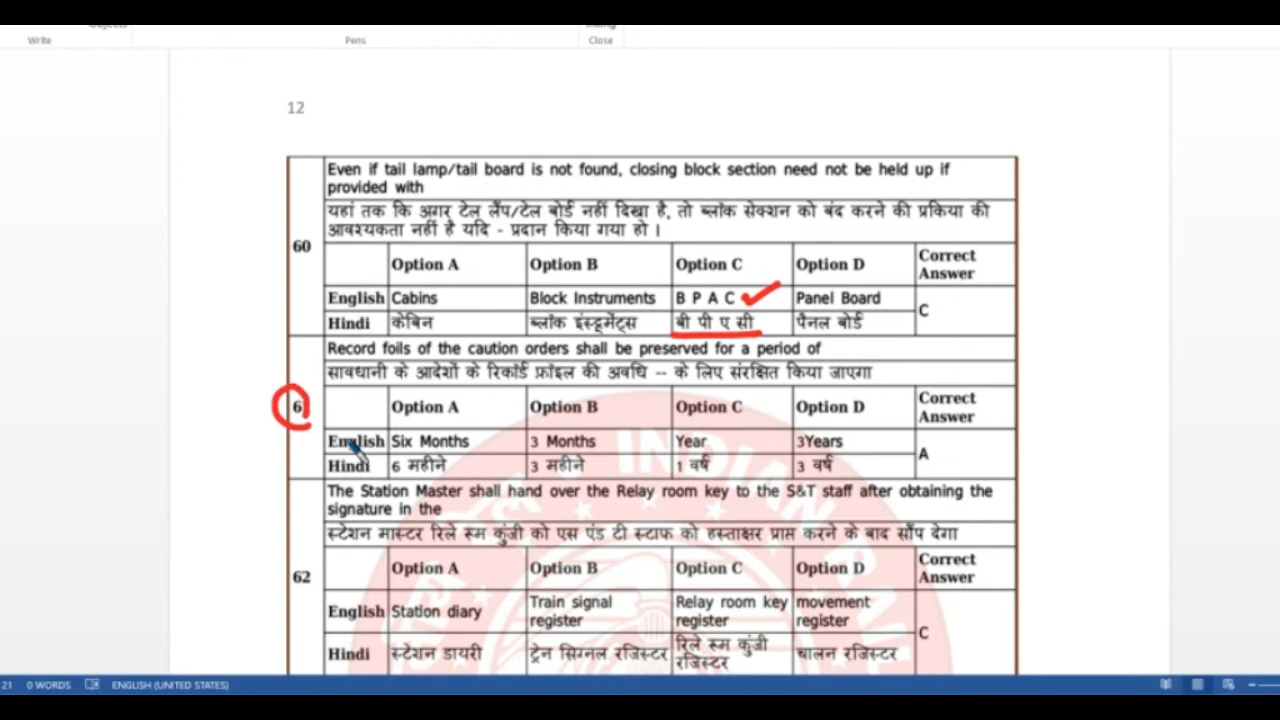 Write
Pens
Close
12
Even if tail lamp/tail board is not found, closing block section need not be held up if
provided with
यहां तक कि अगर टेल लैंप/टेल बोर्ड नहीं दिखा है, तो ब्लॉक सेक्शन को बंद करने की प्रकिया की
आवश्यकता नहीं है यदि - प्रदान किया गया हो ।
60
Option A Option B Option C Option D Correct Answer
English Cabins Block Instruments B P A C Panel Board C
Hindi केबिन ब्लॉक इंस्ट्रूमेंट्स बी पी ए सी पैनल बोर्ड
Record foils of the caution orders shall be preserved for a period of
सावधानी के आदेशों के रिकॉर्ड फ़ॉइल की अवधि -- के लिए संरक्षित किया जाएगा
6
Option A Option B Option C Option D Correct Answer
English Six Months 3 Months Year 3Years A
Hindi 6 महीने 3 महीने 1 वर्ष 3 वर्ष
The Station Master shall hand over the Relay room key to the S&T staff after obtaining the
signature in the
स्टेशन मास्टर रिले रूम कुंजी को एस एंड टी स्टाफ को हस्ताक्षर प्राप्त करने के बाद सौंप देगा
62
Option A Option B Option C Option D Correct Answer
English Station diary Train signal register Relay room key register movement register C
Hindi स्टेशन डायरी ट्रेन सिग्नल रजिस्टर रिले रूम कुंजी रजिस्टर चालन रजिस्टर
INDIAN
21 0 WORDS ENGLISH (UNITED STATES)